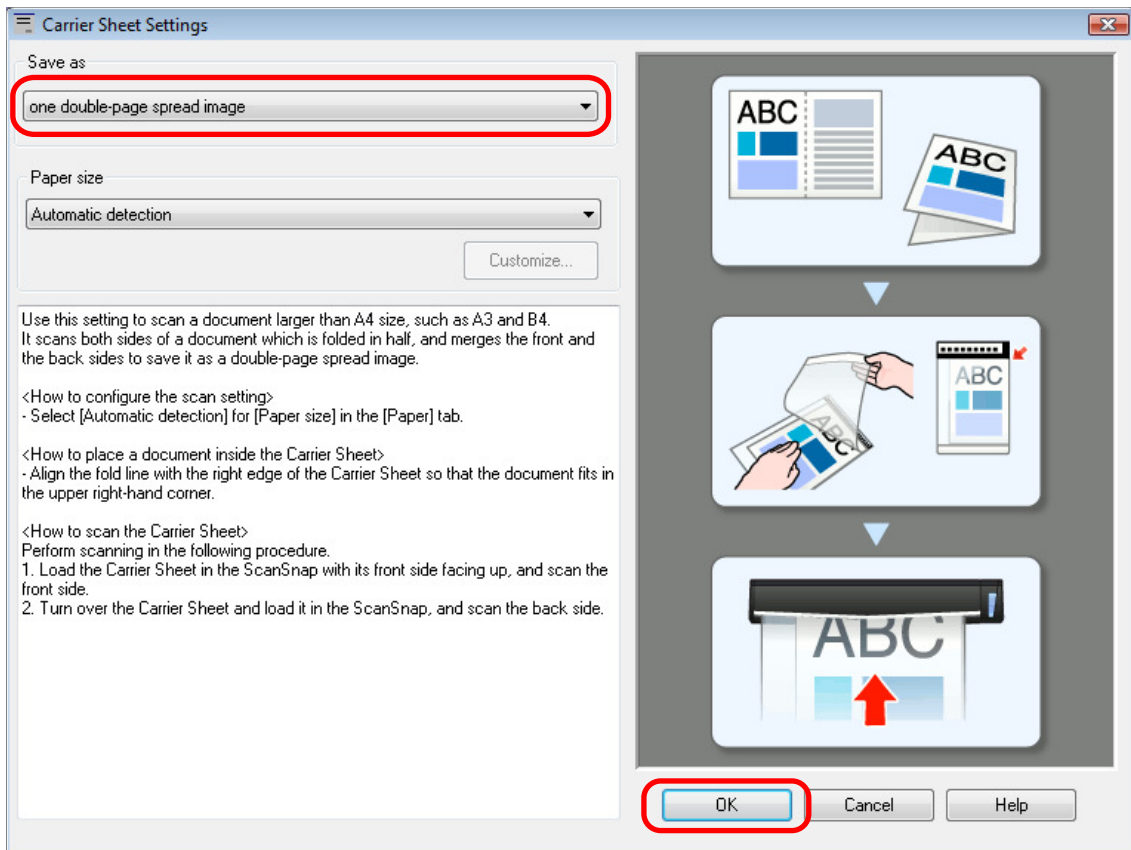 Carrier Sheet Settings
Save as
one double-page spread image
Paper size
Automatic detection
Customize...
Use this setting to scan a document larger than A4 size, such as A3 and B4.
It scans both sides of a document which is folded in half, and merges the front and
the back sides to save it as a double-page spread image.
<How to configure the scan setting>
- Select [Automatic detection] for [Paper size] in the [Paper] tab.
<How to place a document inside the Carrier Sheet>
- Align the fold line with the right edge of the Carrier Sheet so that the document fits in
the upper right-hand corner.
<How to scan the Carrier Sheet>
Perform scanning in the following procedure.
1. Load the Carrier Sheet in the ScanSnap with its front side facing up, and scan the
front side.
2. Turn over the Carrier Sheet and load it in the ScanSnap, and scan the back side.
ABC
ABC
ABC
ABC
ABC
OK
Cancel
Help